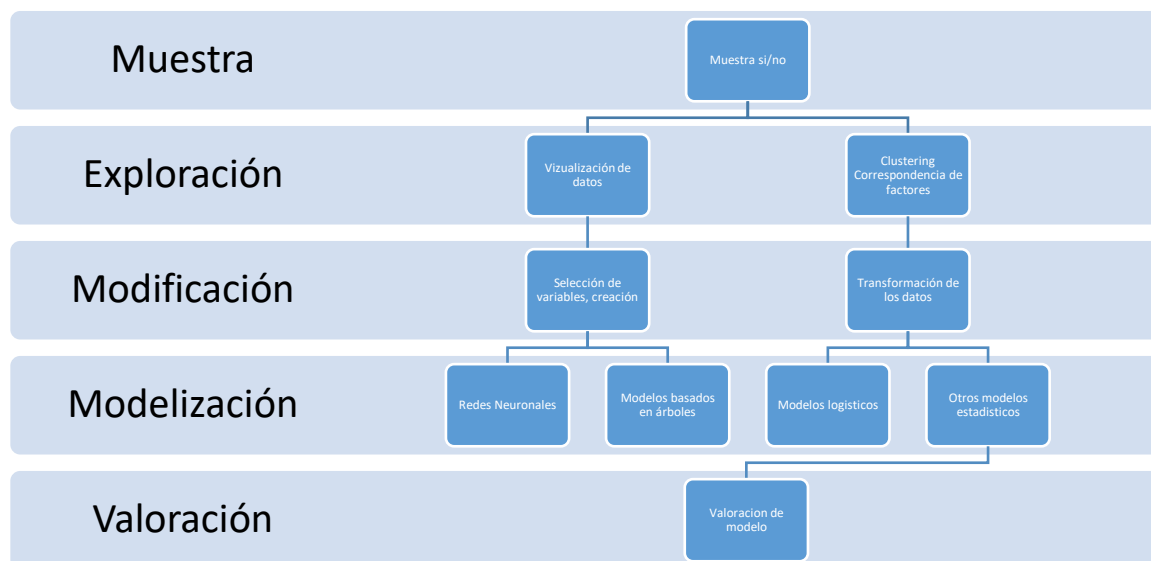 Muestra
Muestra si/no
Exploración
Vizualización de
datos
Clustering
Correspondencia de
factores
Modificación
Selección de
variables, creación
Transformación de
los datos
Modelización
Redes Neuronales
Modelos basados
en árboles
Modelos logisticos
Otros modelos
estadisticos
Valoración
Valoracion de
modelo